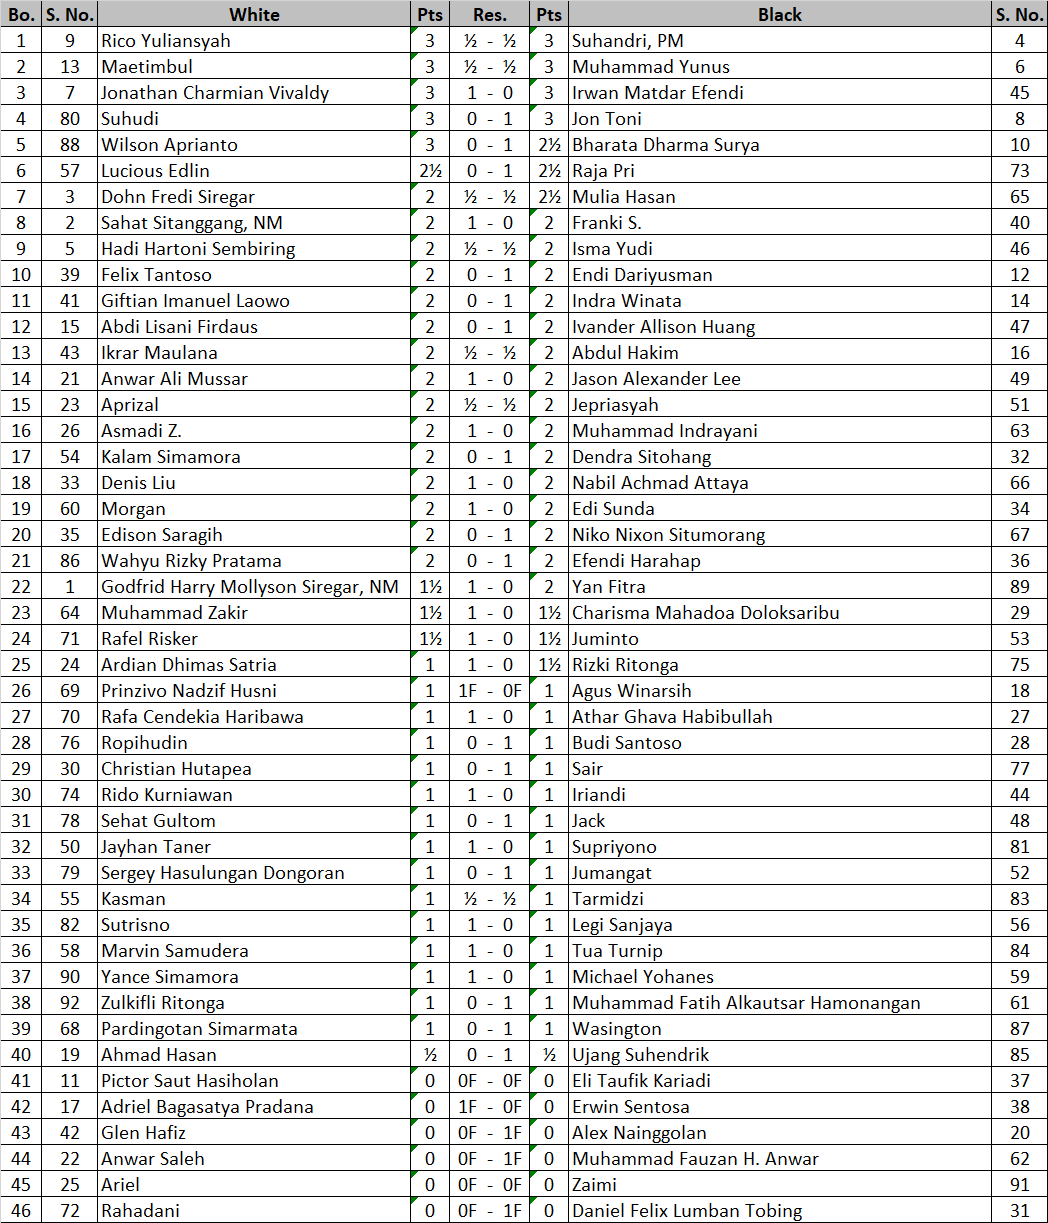 Bo. S. No. White Pts Res. Pts Black S. No.
1 9 Rico Yuliansyah 3 ½ - ½ 3 Suhandri, PM 4
2 13 Maetimbul 3 ½ - ½ 3 Muhammad Yunus 6
3 7 Jonathan Charmian Vivaldy 3 1 - 0 3 Irwan Matdar Efendi 45
4 80 Suhudi 3 0 - 1 3 Jon Toni 8
5 88 Wilson Aprianto 3 0 - 1 2½ Bharata Dharma Surya 10
6 57 Lucious Edlin 2½ 0 - 1 2½ Raja Pri 73
7 3 Dohn Fredi Siregar 2 ½ - ½ 2½ Mulia Hasan 65
8 2 Sahat Sitanggang, NM 2 1 - 0 2 Franki S. 40
9 5 Hadi Hartoni Sembiring 2 ½ - ½ 2 Isma Yudi 46
10 39 Felix Tantoso 2 0 - 1 2 Endi Dariyusman 12
11 41 Giftian Imanuel Laowo 2 0 - 1 2 Indra Winata 14
12 15 Abdi Lisani Firdaus 2 0 - 1 2 Ivander Allison Huang 47
13 43 Ikrar Maulana 2 ½ - ½ 2 Abdul Hakim 16
14 21 Anwar Ali Mussar 2 1 - 0 2 Jason Alexander Lee 49
15 23 Aprizal 2 ½ - ½ 2 Jepriasyah 51
16 26 Asmadi Z. 2 1 - 0 2 Muhammad Indrayani 63
17 54 Kalam Simamora 2 0 - 1 2 Dendra Sitohang 32
18 33 Denis Liu 2 1 - 0 2 Nabil Achmad Attaya 66
19 60 Morgan 2 1 - 0 2 Edi Sunda 34
20 35 Edison Saragih 2 0 - 1 2 Niko Nixon Situmorang 67
21 86 Wahyu Rizky Pratama 2 0 - 1 2 Efendi Harahap 36
22 1 Godfrid Harry Mollyson Siregar, NM 1½ 1 - 0 2 Yan Fitra 89
23 64 Muhammad Zakir 1½ 1 - 0 1½ Charisma Mahadoa Doloksaribu 29
24 71 Rafel Risker 1½ 1 - 0 1½ Juminto 53
25 24 Ardian Dhimas Satria 1 1 - 0 1½ Rizki Ritonga 75
26 69 Prinzivo Nadzif Husni 1 1F - 0F 1 Agus Winarsih 18
27 70 Rafa Cendekia Haribawa 1 1 - 0 1 Athar Ghava Habibullah 27
28 76 Ropihudin 1 0 - 1 1 Budi Santoso 28
29 30 Christian Hutapea 1 0 - 1 1 Sair 77
30 74 Rido Kurniawan 1 1 - 0 1 Iriandi 44
31 78 Sehat Gultom 1 0 - 1 1 Jack 48
32 50 Jayhan Taner 1 1 - 0 1 Supriyono 81
33 79 Sergey Hasulungan Dongoran 1 0 - 1 1 Jumangat 52
34 55 Kasman 1 ½ - ½ 1 Tarmidzi 83
35 82 Sutrisno 1 1 - 0 1 Legi Sanjaya 56
36 58 Marvin Samudera 1 1 - 0 1 Tua Turnip 84
37 90 Yance Simamora 1 1 - 0 1 Michael Yohanes 59
38 92 Zulkifli Ritonga 1 0 - 1 1 Muhammad Fatih Alkautsar Hamonangan 61
39 68 Pardingotan Simarmata 1 0 - 1 1 Wasington 87
40 19 Ahmad Hasan ½ 0 - 1 ½ Ujang Suhendrik 85
41 11 Pictor Saut Hasiholan 0 0F - 0F 0 Eli Taufik Kariadi 37
42 17 Adriel Bagasatya Pradana 0 1F - 0F 0 Erwin Sentosa 38
43 42 Glen Hafiz 0 0F - 1F 0 Alex Nainggolan 20
44 22 Anwar Saleh 0 0F - 1F 0 Muhammad Fauzan H. Anwar 62
45 25 Ariel 0 0F - 0F 0 Zaimi 91
46 72 Rahadani 0 0F - 1F 0 Daniel Felix Lumban Tobing 31